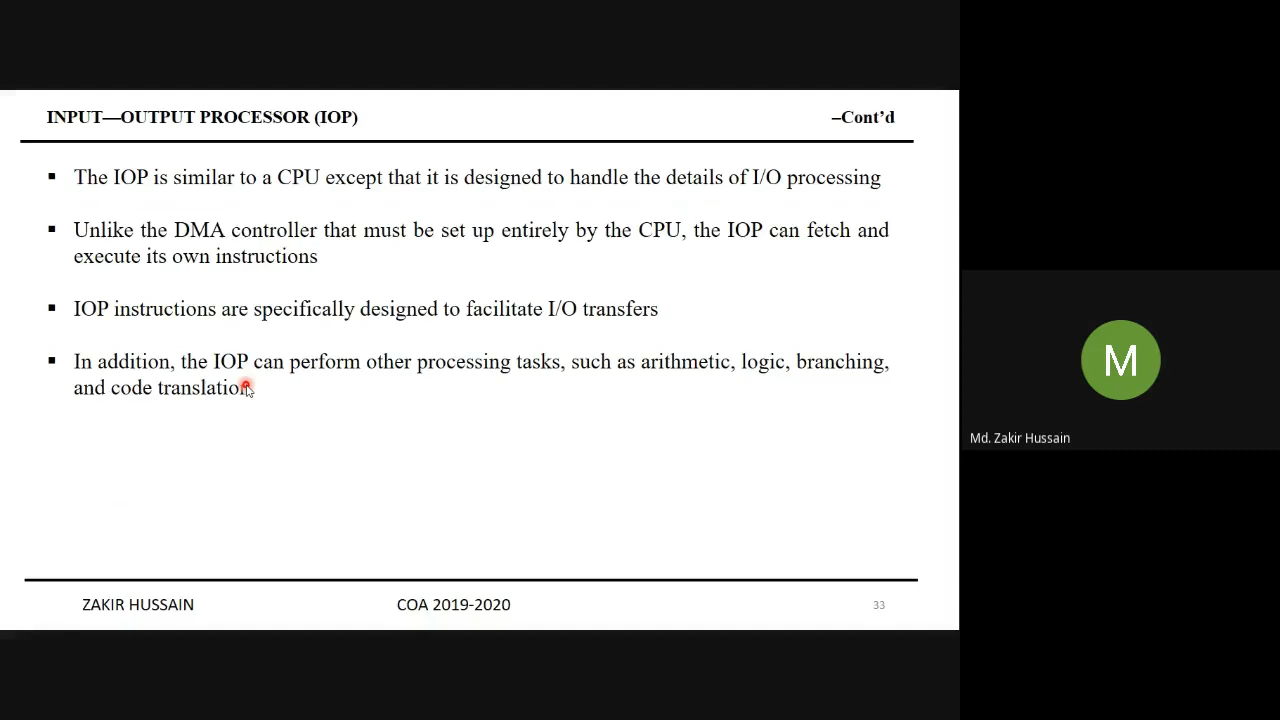 INPUT—OUTPUT PROCESSOR (IOP) –Cont'd
▪ The IOP is similar to a CPU except that it is designed to handle the details of I/O processing
▪ Unlike the DMA controller that must be set up entirely by the CPU, the IOP can fetch and
execute its own instructions
▪ IOP instructions are specifically designed to facilitate I/O transfers
▪ In addition, the IOP can perform other processing tasks, such as arithmetic, logic, branching,
and code translation
M
Md. Zakir Hussain
ZAKIR HUSSAIN COA 2019-2020 33